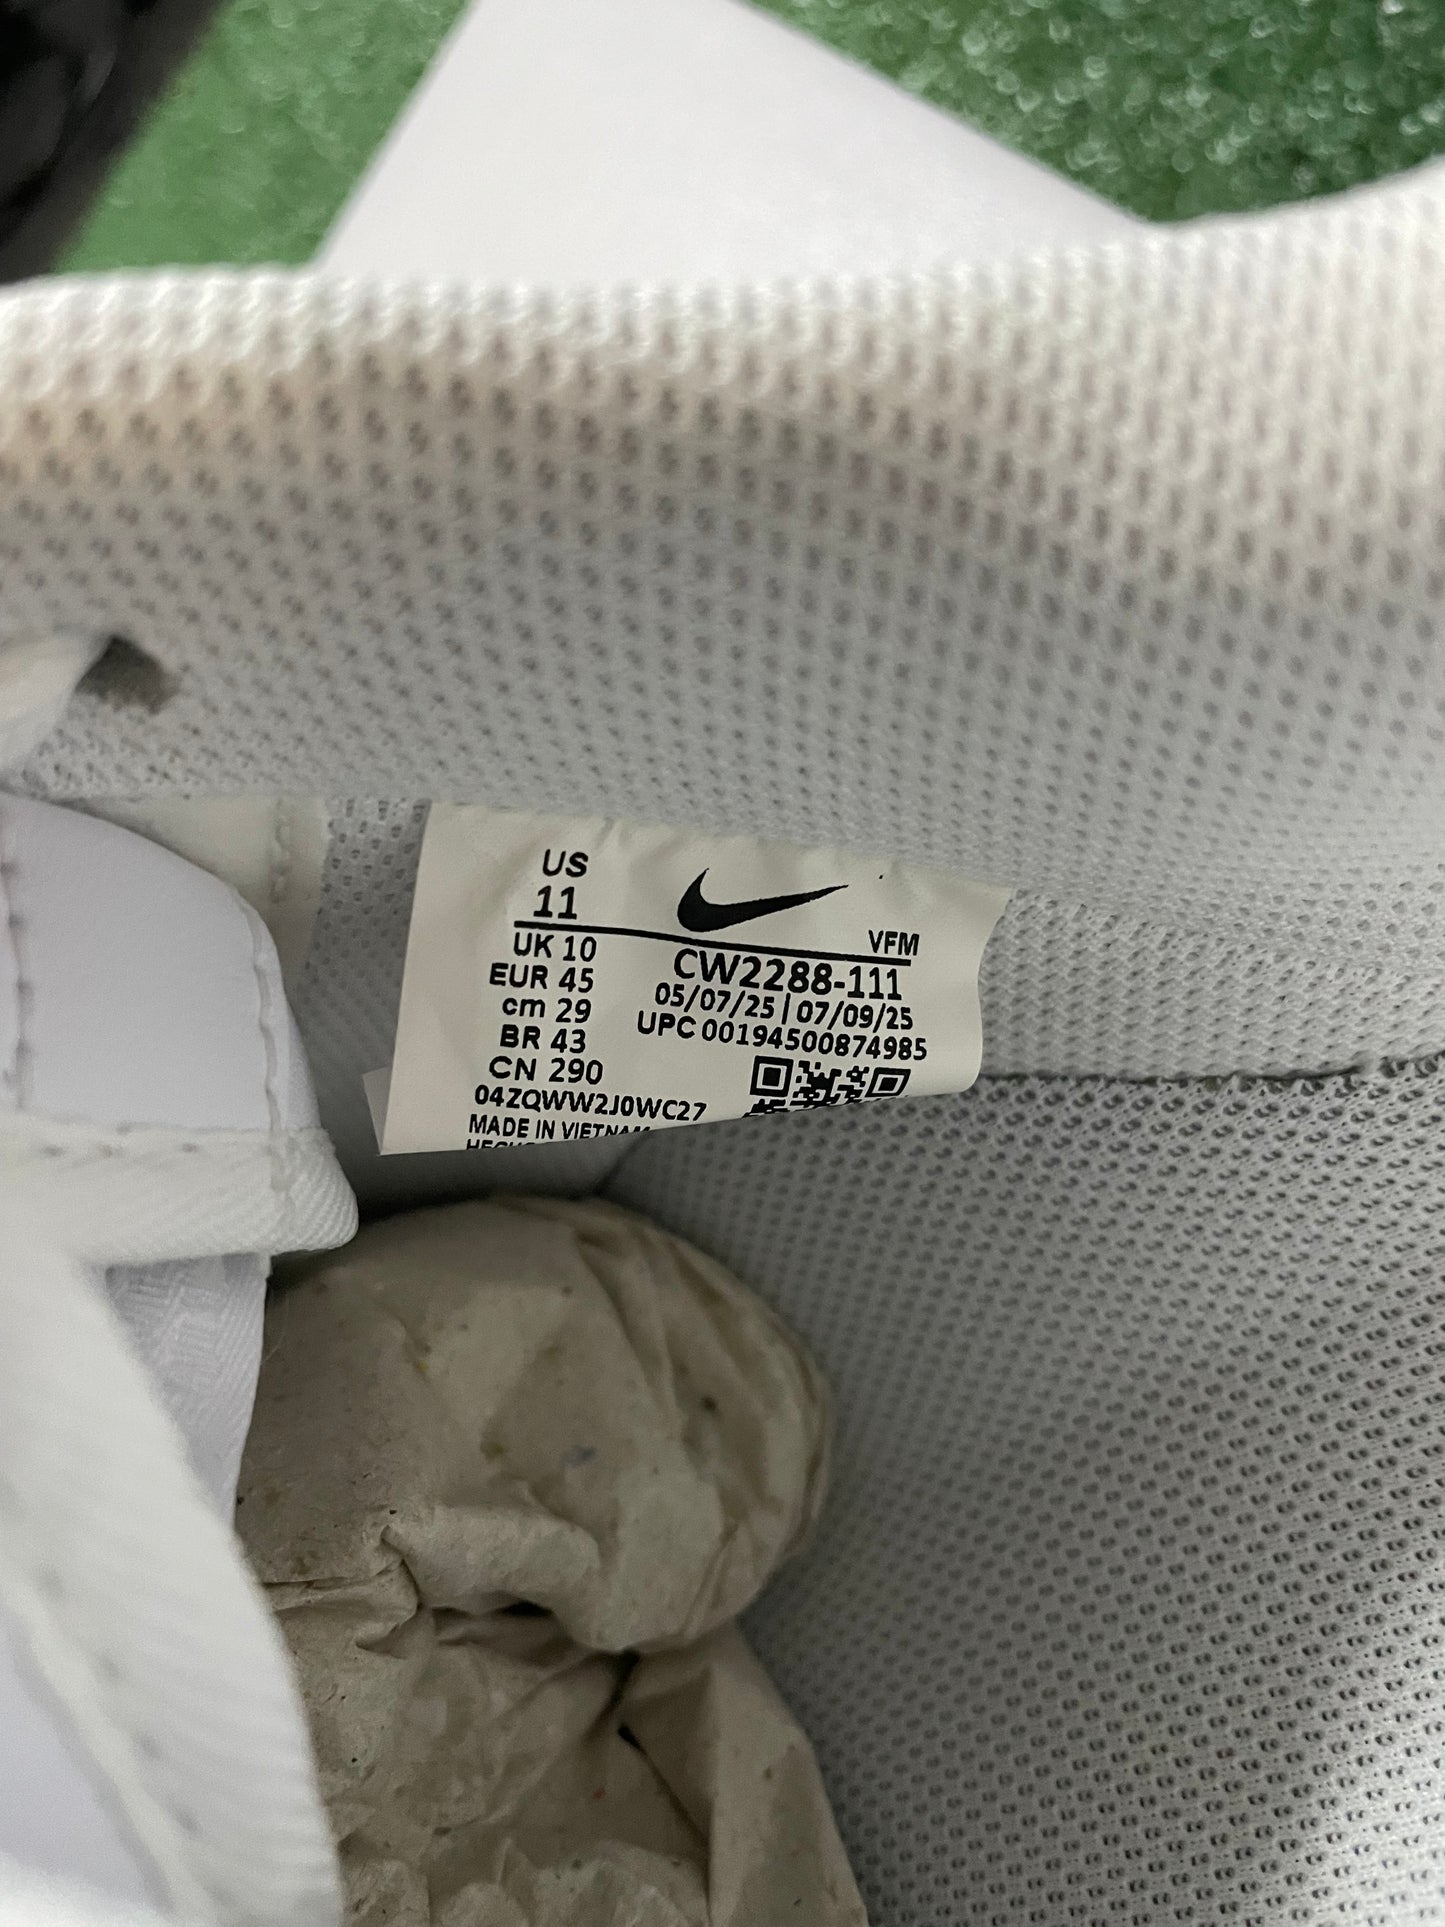 US
11
VFM
UK 10
EUR 45
cm 29
BR 43
CN 290
CW2288-111
05/07/25 | 07/09/25
UPC 00194500874985
04ZQWW2J0WC27
MADE IN VIETNAM